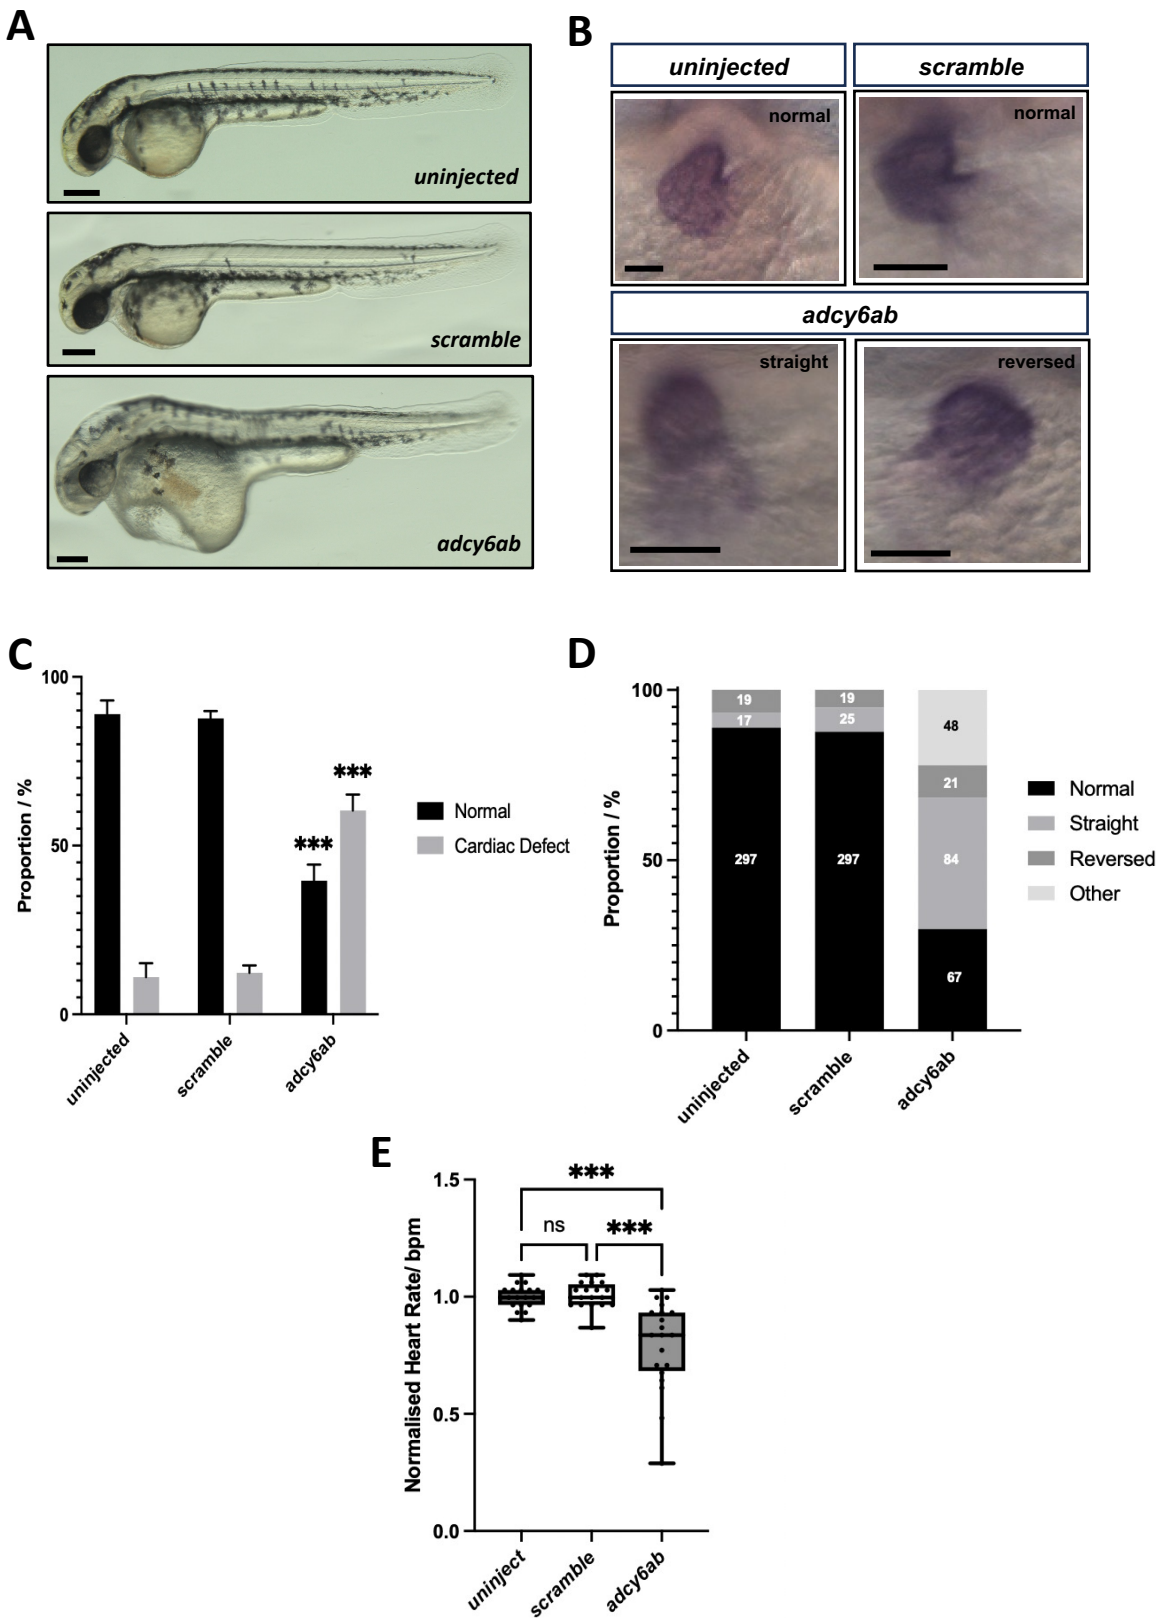 A
uninjected
scramble
adcy6ab
B
uninjected
scramble
normal
normal
adcy6ab
straight
reversed
C
100
50
0
Proportion / %
***
***
Normal
Cardiac Defect
uninjected
scramble
adcy6ab
D
100
50
0
Proportion / %
19
17
297
19
25
297
48
21
84
67
Normal
Straight
Reversed
Other
uninjected
scramble
adcy6ab
E
1.5
1.0
0.5
0.0
Normalised Heart Rate/ bpm
***
ns
***
uninject
scramble
adcy6ab